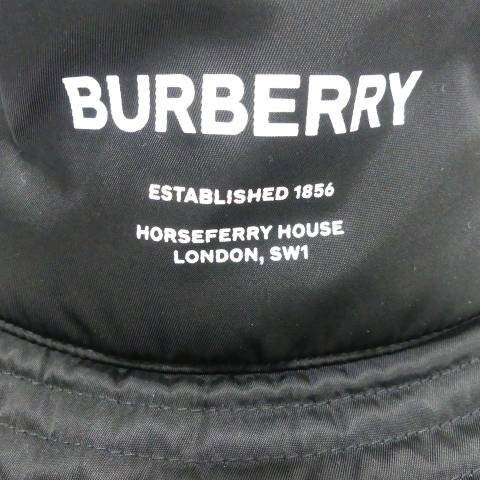 BURBERRY
ESTABLISHED 1856
HORSEFERRY HOUSE
LONDON, SW1